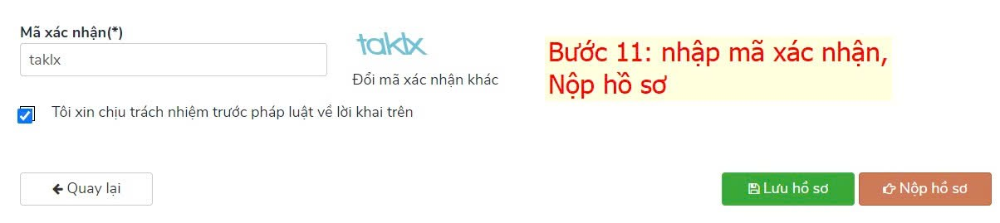 Mã xác nhận(*)
taklx
taklx
Đổi mã xác nhận khác
Bước 11: nhập mã xác nhận,
Nộp hồ sơ
Tôi xin chịu trách nhiệm trước pháp luật về lời khai trên
Quay lại
Lưu hồ sơ
Nộp hồ sơ